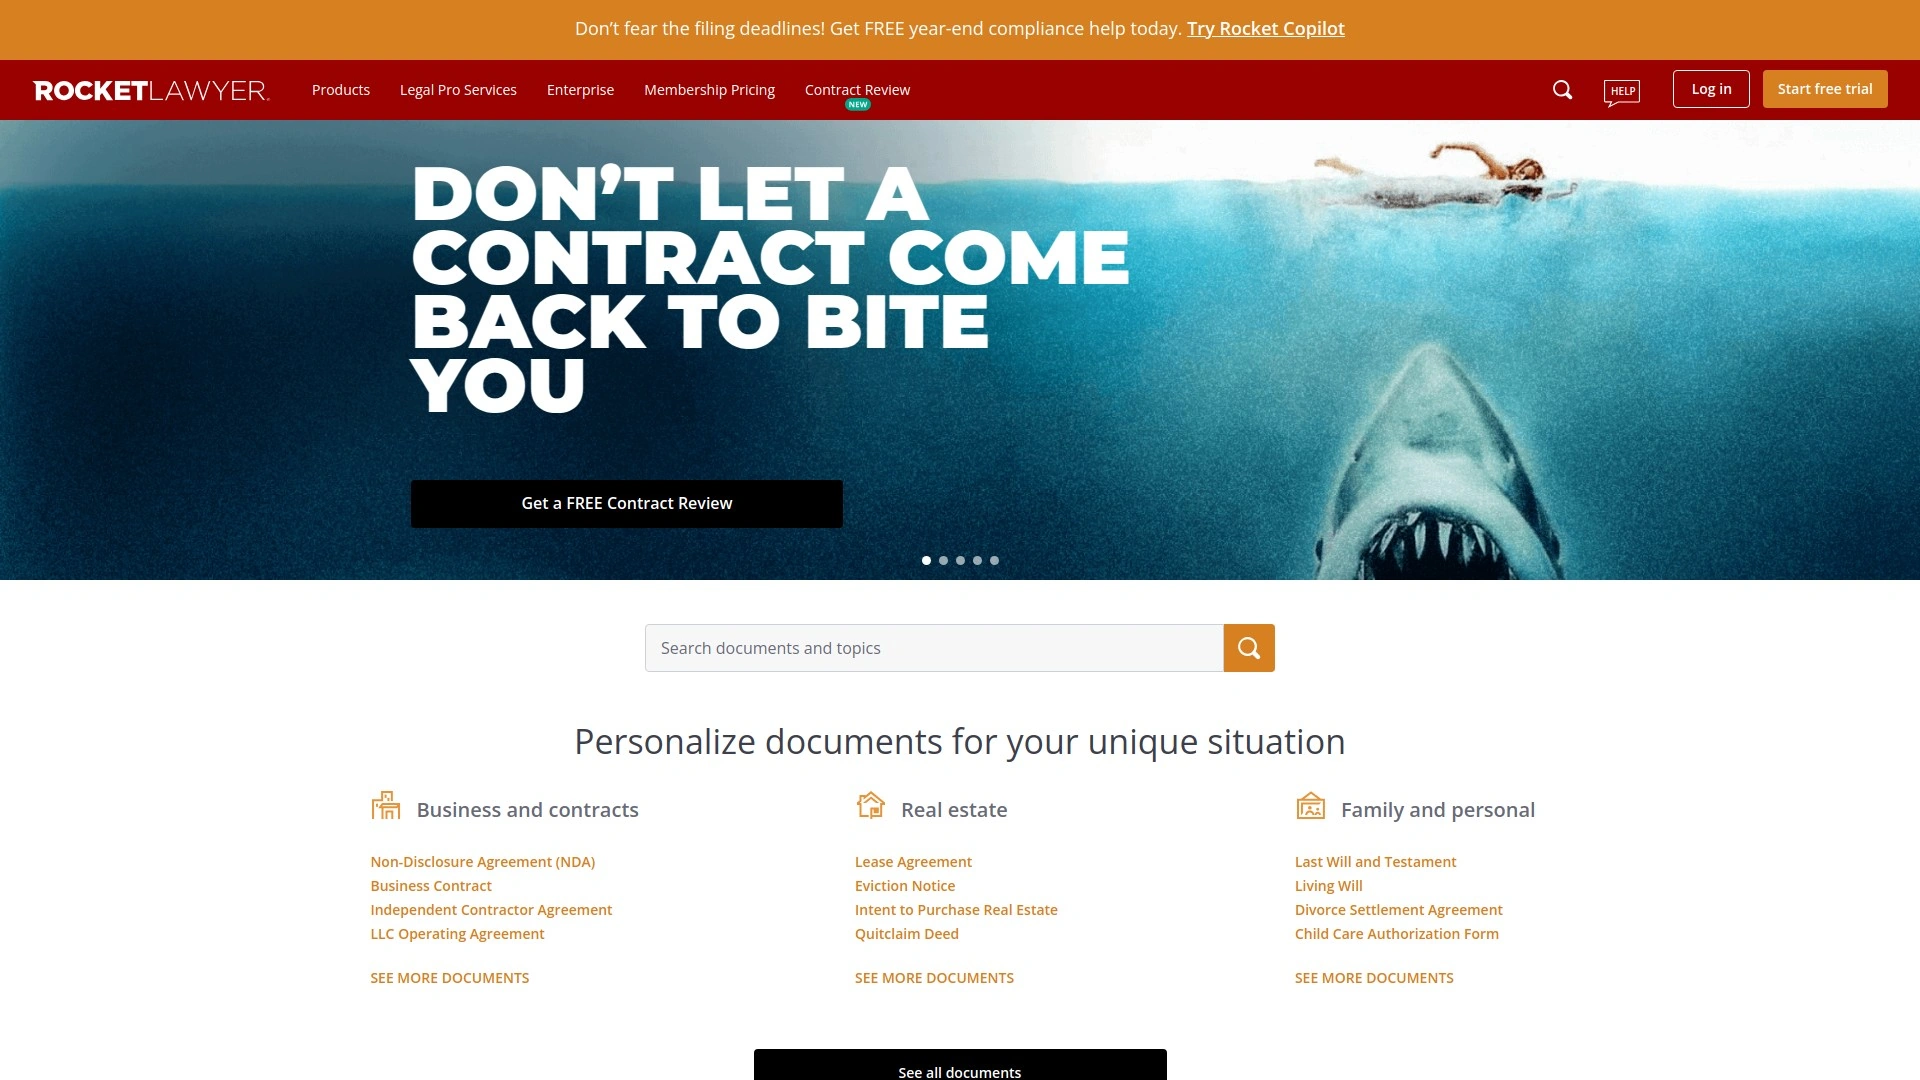 Don’t fear the filing deadlines! Get FREE year-end compliance help today. Try Rocket Copilot
ROCKETLAWYER
Products
Legal Pro Services
Enterprise
Membership Pricing
Contract Review
NEW
HELP
Log in
Start free trial
DON’T LET A
CONTRACT COME
BACK TO BITE
YOU
Get a FREE Contract Review
Search documents and topics
Personalize documents for your unique situation
Business and contracts
Non-Disclosure Agreement (NDA)
Business Contract
Independent Contractor Agreement
LLC Operating Agreement
SEE MORE DOCUMENTS
Real estate
Lease Agreement
Eviction Notice
Intent to Purchase Real Estate
Quitclaim Deed
SEE MORE DOCUMENTS
Family and personal
Last Will and Testament
Living Will
Divorce Settlement Agreement
Child Care Authorization Form
SEE MORE DOCUMENTS
See all documents